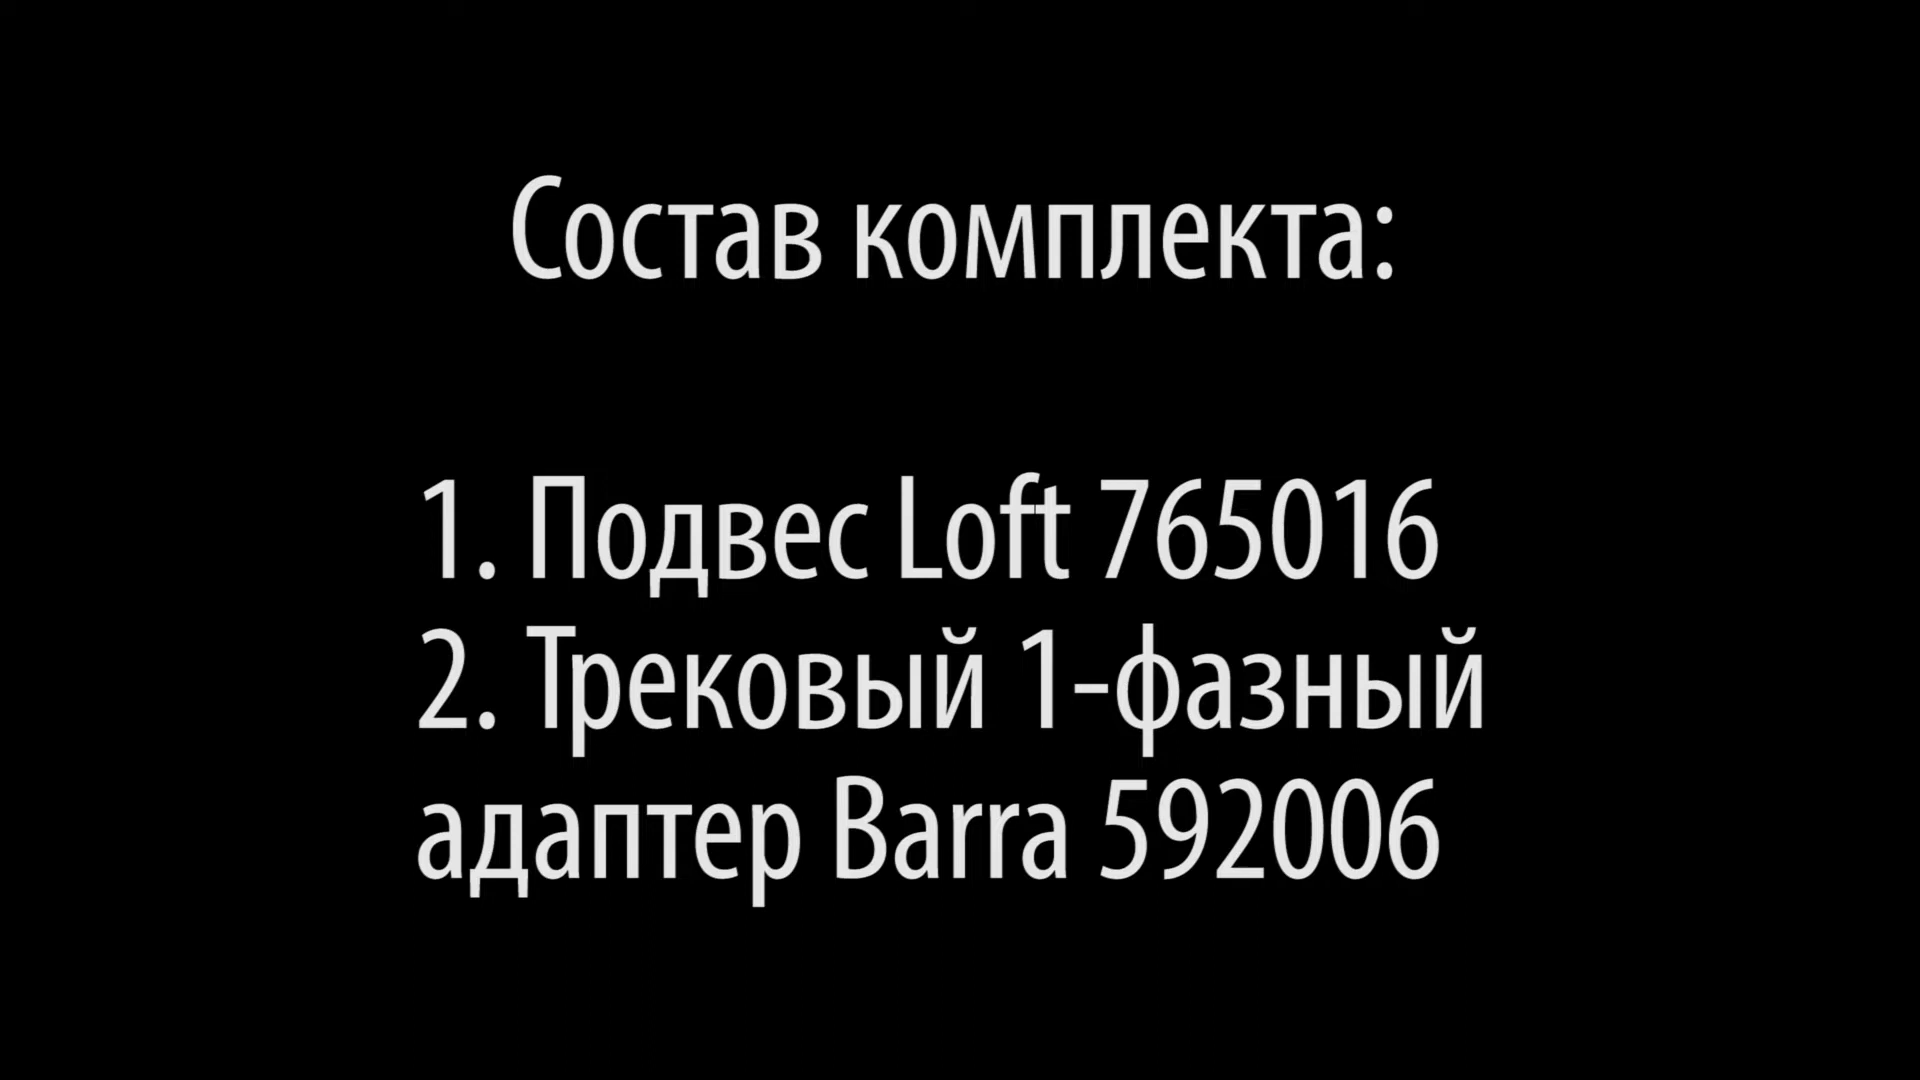 Состав комплекта:
1. Подвес Loft 765016
2. Трековый 1-фазный
адаптер Barra 592006